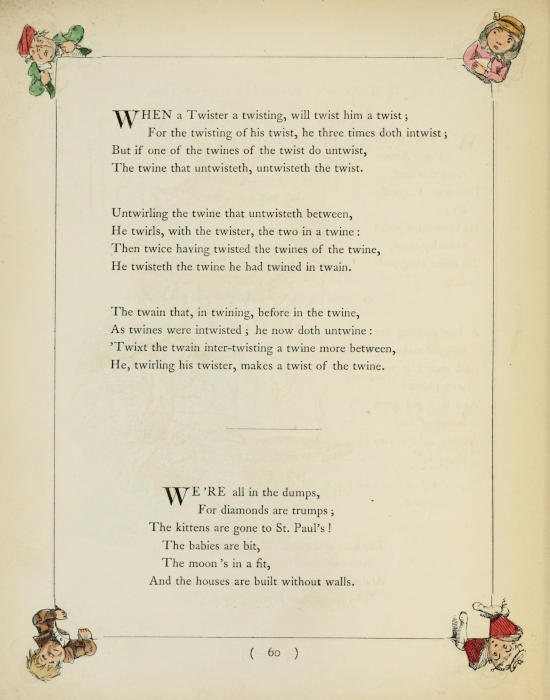 WHEN a Twister a twisting, will twist him a twist;
For the twisting of his twist, he three times doth intwist;
But if one of the twines of the twist do untwist,
The twine that untwisteth, untwisteth the twist.
Untwirling the twine that untwisteth between,
He twirls, with the twister, the two in a twine:
Then twice having twisted the twines of the twine,
He twisteth the twine he had twined in twain.
The twain that, in twining, before in the twine,
As twines were intwisted; he now doth untwine:
'Twixt the twain inter-twisting a twine more between,
He, twirling his twister, makes a twist of the twine.
WE'RE all in the dumps,
For diamonds are trumps;
The kittens are gone to St. Paul's!
The babies are bit,
The moon's in a fit,
And the houses are built without walls.
( 60 )